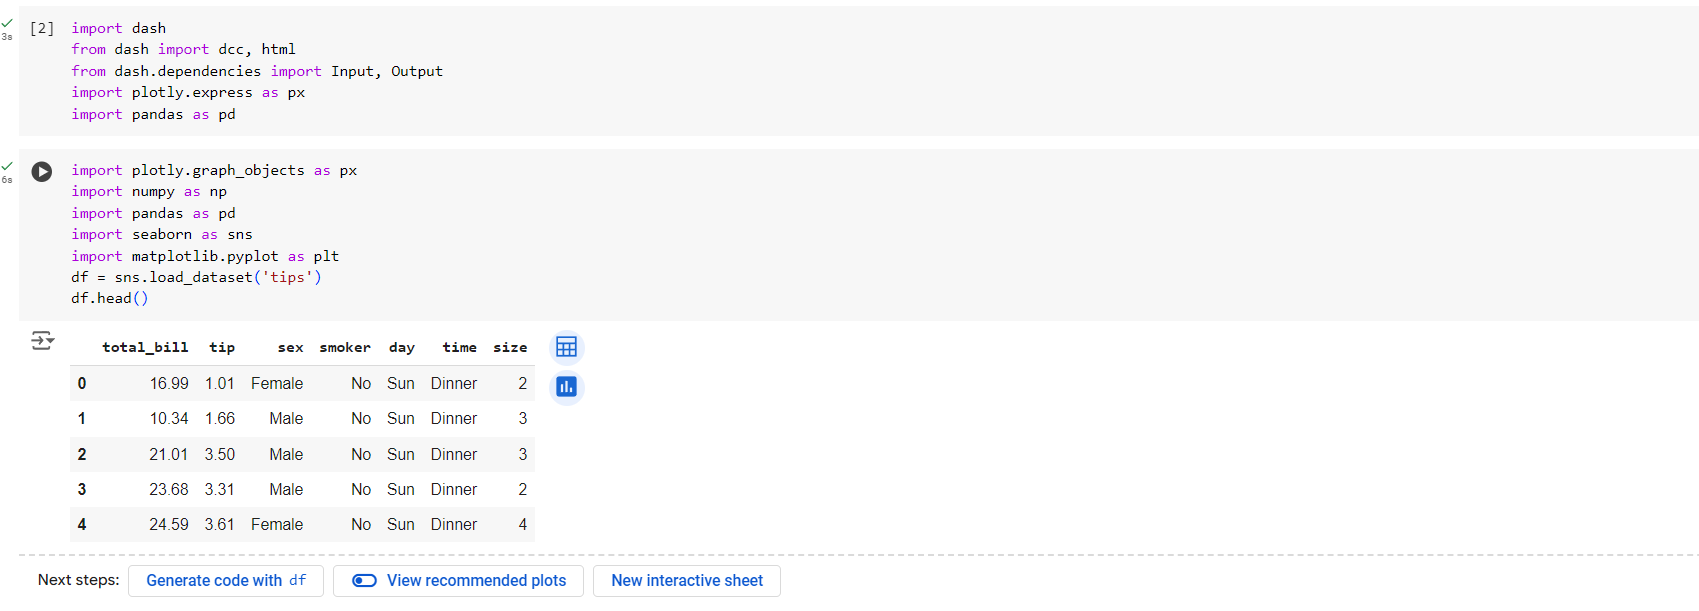 [2] import dash
3s from dash import dcc, html
from dash.dependencies import Input, Output
import plotly.express as px
import pandas as pd
import plotly.graph_objects as px
6s import numpy as np
import pandas as pd
import seaborn as sns
import matplotlib.pyplot as plt
df = sns.load_dataset('tips')
df.head()
total_bill tip sex smoker day time size
0 16.99 1.01 Female No Sun Dinner 2
1 10.34 1.66 Male No Sun Dinner 3
2 21.01 3.50 Male No Sun Dinner 3
3 23.68 3.31 Male No Sun Dinner 2
4 24.59 3.61 Female No Sun Dinner 4
Next steps: Generate code with df View recommended plots New interactive sheet